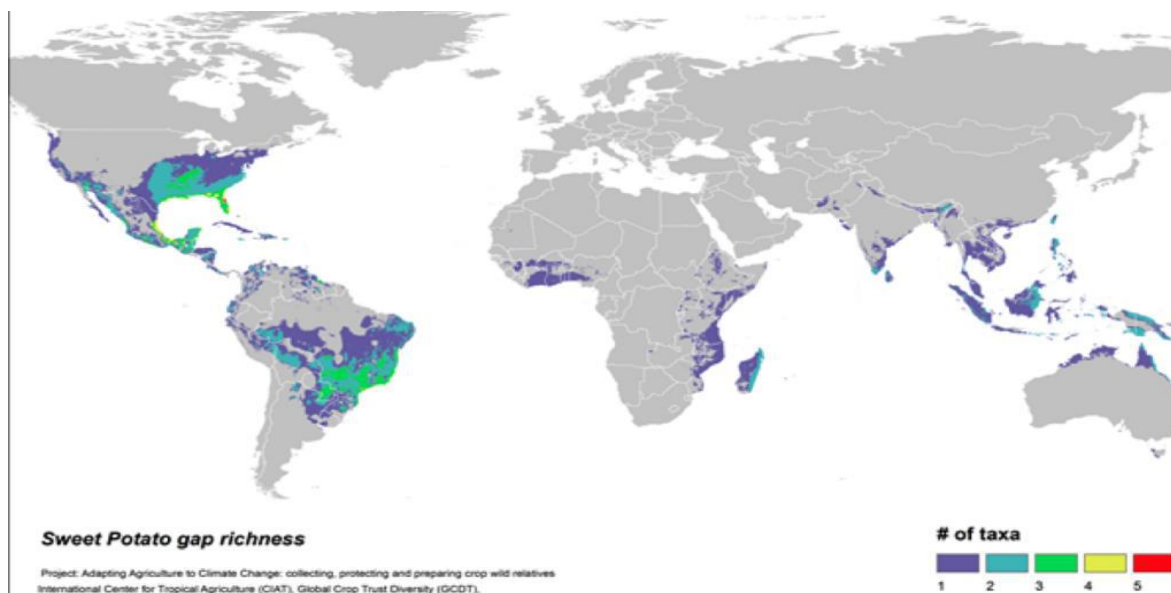 Sweet Potato gap richness
# of taxa
Project: Adapting Agriculture to Climate Change: collecting, protecting and preparing crop wild relatives
International Center for Tropical Agriculture (CIAT), Global Crop Trust Diversity (GCDT),
1 2 3 4 5